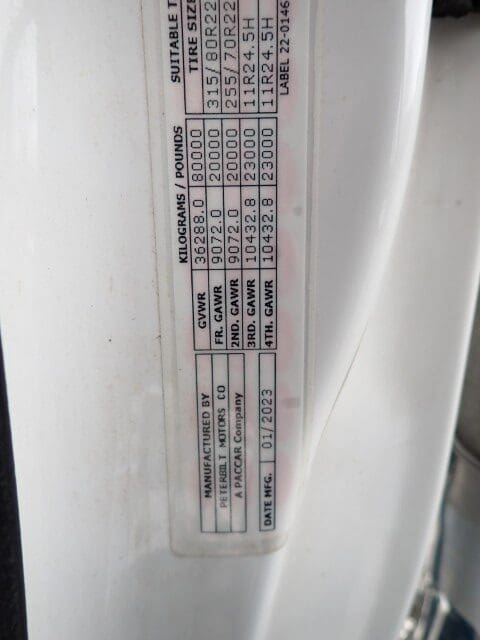 MANUFACTURED BY
PETERBILT MOTORS CO
A PACCAR Company
DATE MFG. 01/2023
KILOGRAMS / POUNDS
SUITABLE
TIRE SIZE
GVWR 36288.0 80000
FR. GAWR 9072.0 20000 315/80R22
2ND. GAWR 9072.0 20000 255/70R22
3RD. GAWR 10432.8 23000 11R24.5H
4TH. GAWR 10432.8 23000 11R24.5H
LABEL 22-0146